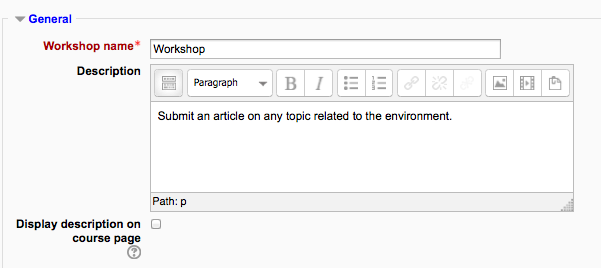 General
Workshop name*
Workshop
Description
Paragraph
B I
Submit an article on any topic related to the environment.
Path: p
Display description on
course page
?